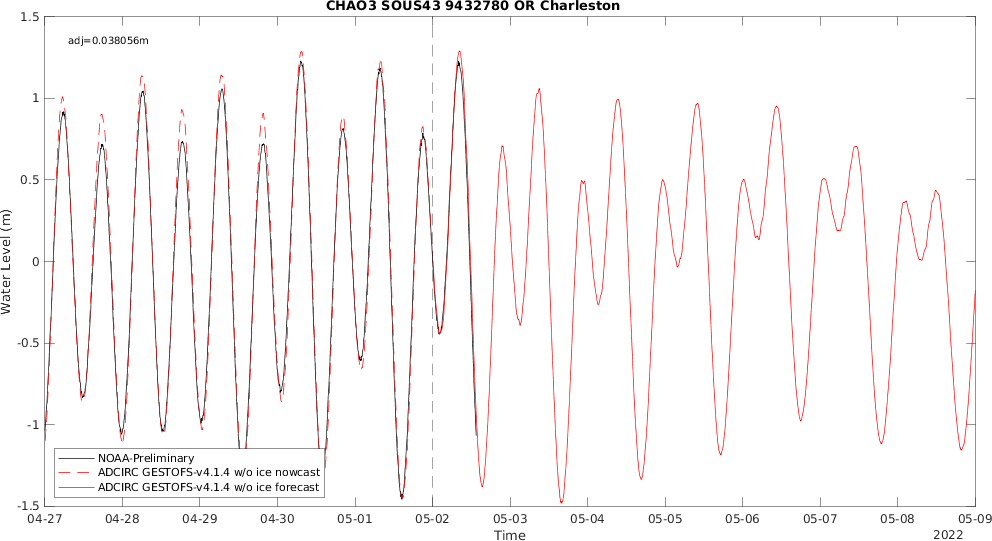 CHAO3 SOUS43 9432780 OR Charleston
adj=0.038056m
Water Level (m)
1.5
1
0.5
0
-0.5
-1
-1.5
NOAA-Preliminary
ADCIRC GESTOFS-v4.1.4 w/o ice nowcast
ADCIRC GESTOFS-v4.1.4 w/o ice forecast
04-27 04-28 04-29 04-30 05-01 05-02 05-03 05-04 05-05 05-06 05-07 05-08 05-09
Time
2022